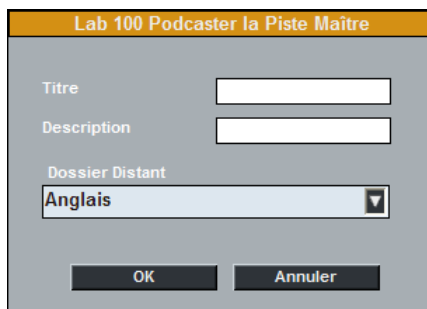 Lab 100 Podcaster la Piste Maître
Titre
Description
Dossier Distant
Anglais
OK
Annuler